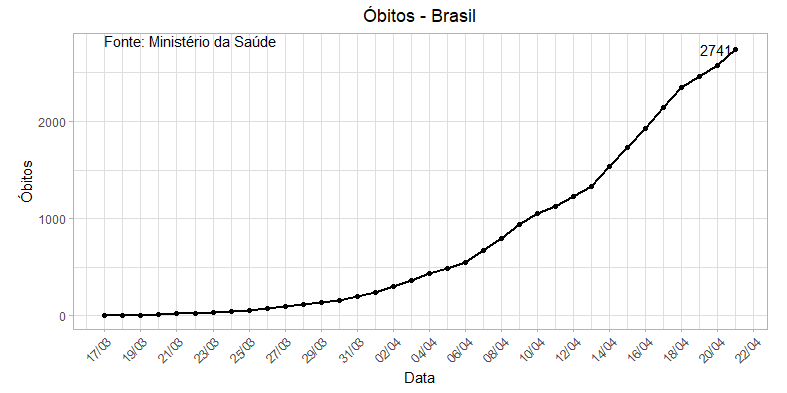 Óbitos - Brasil
Fonte: Ministério da Saúde
2741
Óbitos
2000
1000
0
17/03 19/03 21/03 23/03 25/03 27/03 29/03 31/03 02/04 04/04 06/04 08/04 10/04 12/04 14/04 16/04 18/04 20/04 22/04
Data